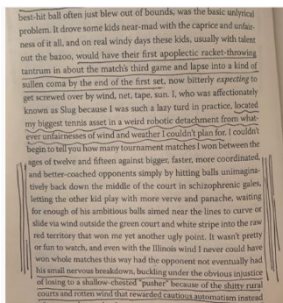 best-hit ball often just blew out of bounds, was the basic unlyrical
problem. It drove some kids near-mad with the caprice and unfair-
ness of it all, and on real windy days these kids, usually with talent
out the bazoo, would have their first apoplectic racket-throwing
tantrum in about the match's third game and lapse into a kind of
sullen coma by the end of the first set, now bitterly expecting to
get screwed over by wind, net, tape, sun. I, who was affectionately
known as Slug because I was such a lazy turd in practice, located
my biggest tennis asset in a weird robotic detachment from what-
ever unfairnesses of wind and weather I couldn't plan for. I couldn't
begin to tell you how many tournament matches I won between the
ages of twelve and fifteen against bigger, faster, more coordinated,
and better-coached opponents simply by hitting balls unimagina-
tively back down the middle of the court in schizophrenic gales,
letting the other kid play with more verve and panache, waiting
for enough of his ambitious balls aimed near the lines to curve or
slide via wind outside the green court and white stripe into the raw
red territory that won me yet another ugly point. It wasn't pretty
or fun to watch, and even with the Illinois wind I never could have
won whole matches this way had the opponent not eventually had
his small nervous breakdown, buckling under the obvious injustice
of losing to a shallow-chested "pusher" because of the shitty rural
courts and rotten wind that rewarded cautious automatism instead